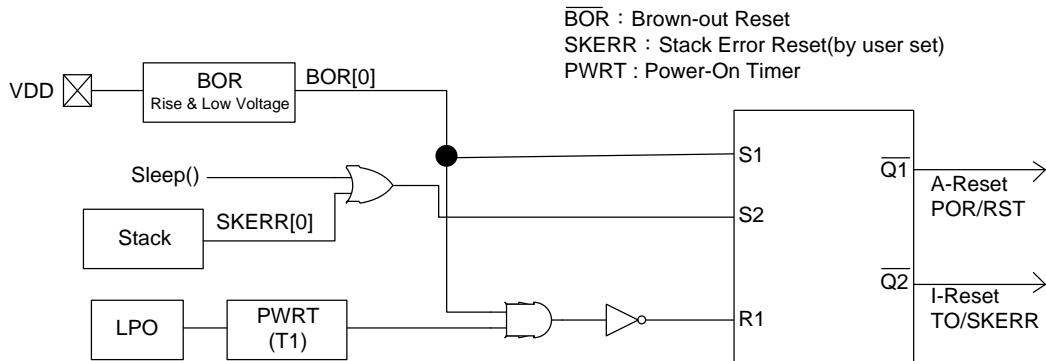 BOR : Brown-out Reset
SKERR : Stack Error Reset(by user set)
PWRT : Power-On Timer
VDD
BOR
Rise & Low Voltage
BOR[0]
Sleep()
Stack
SKERR[0]
LPO
PWRT
(T1)
S1
S2
R1
Q1
A-Reset
POR/RST
Q2
I-Reset
TO/SKERR